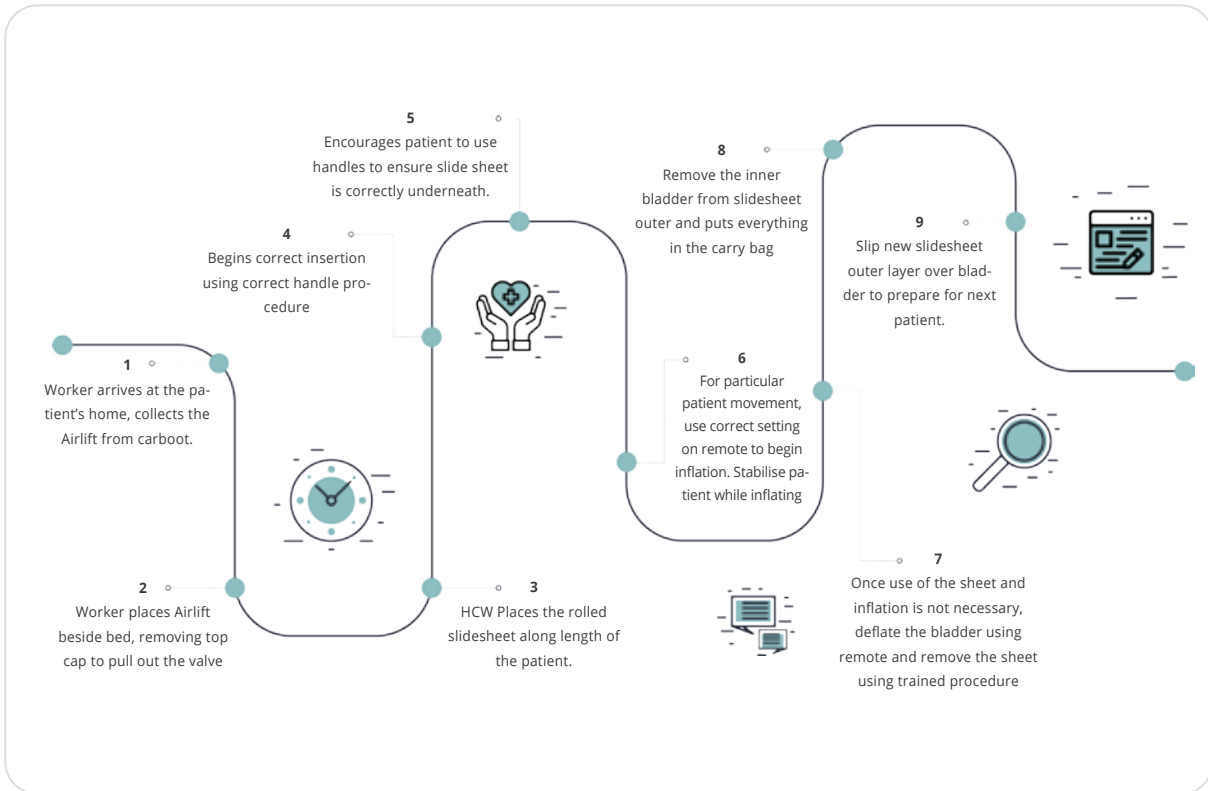 1
Worker arrives at the pa-
tient’s home, collects the
Airlift from carboot.
2
Worker places Airlift
beside bed, removing top
cap to pull out the valve
3
HCW Places the rolled
slidesheet along length of
the patient.
4
Begins correct insertion
using correct handle pro-
cedure
5
Encourages patient to use
handles to ensure slide sheet
is correctly underneath.
6
For particular
patient movement,
use correct setting
on remote to begin
inflation. Stabilise pa-
tient while inflating
7
Once use of the sheet and
inflation is not necessary,
deflate the bladder using
remote and remove the sheet
using trained procedure
8
Remove the inner
bladder from slidesheet
outer and puts everything
in the carry bag
9
Slip new slidesheet
outer layer over blad-
der to prepare for next
patient.